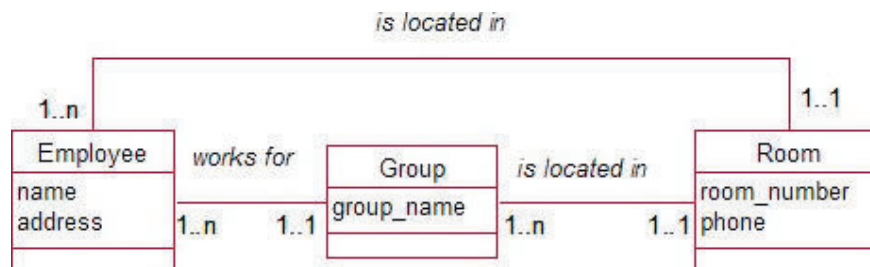 is located in
1..n
1..1
Employee
works for
Group
is located in
Room
name
address
group_name
room_number
phone
1..n
1..1
1..n
1..1